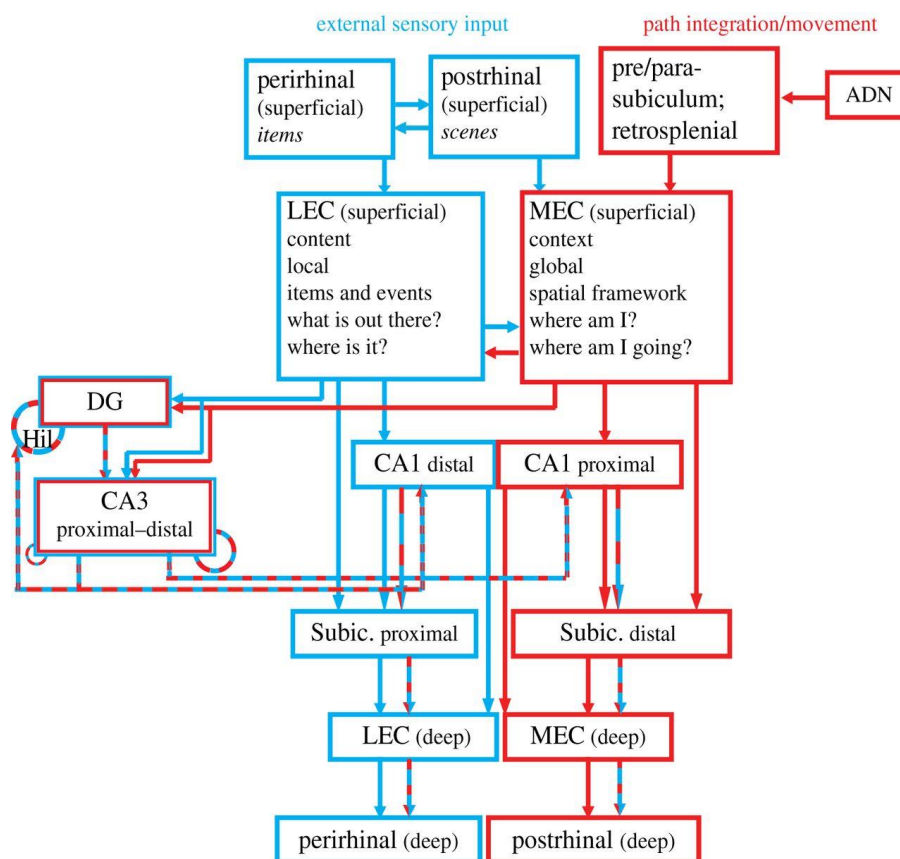 external sensory input
path integration/movement
perirhinal
(superficial)
items
postrhinal
(superficial)
scenes
pre/para-
subiculum;
retrosplenial
ADN
LEC (superficial)
content
local
items and events
what is out there?
where is it?
MEC (superficial)
context
global
spatial framework
where am I?
where am I going?
DG
Hil
CA3
proximal–distal
CA1 distal
CA1 proximal
Subic. proximal
Subic. distal
LEC (deep)
MEC (deep)
perirhinal (deep)
postrhinal (deep)